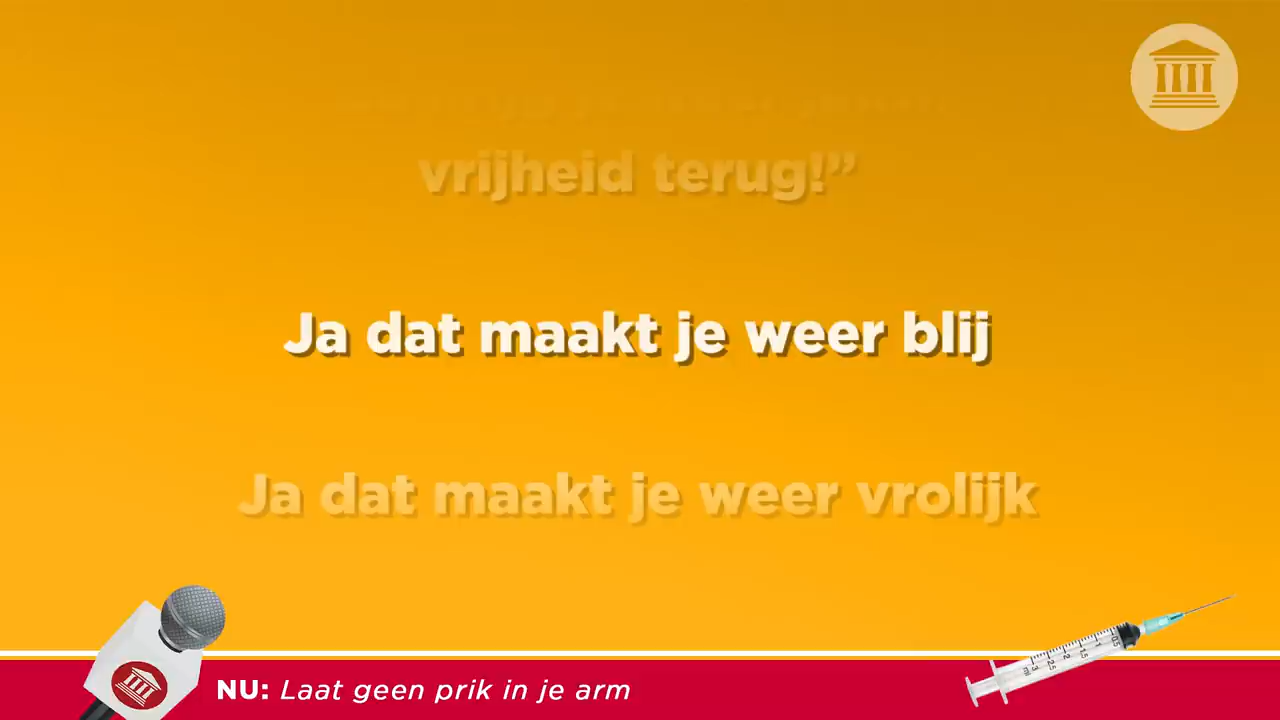 vrijheid terug!”
Ja dat maakt je weer blij
Ja dat maakt je weer vrolijk
NU: Laat geen prik in je arm